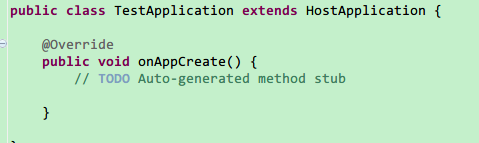 public class TestApplication extends HostApplication {
@Override
public void onAppCreate() {
// TODO Auto-generated method stub
}
}